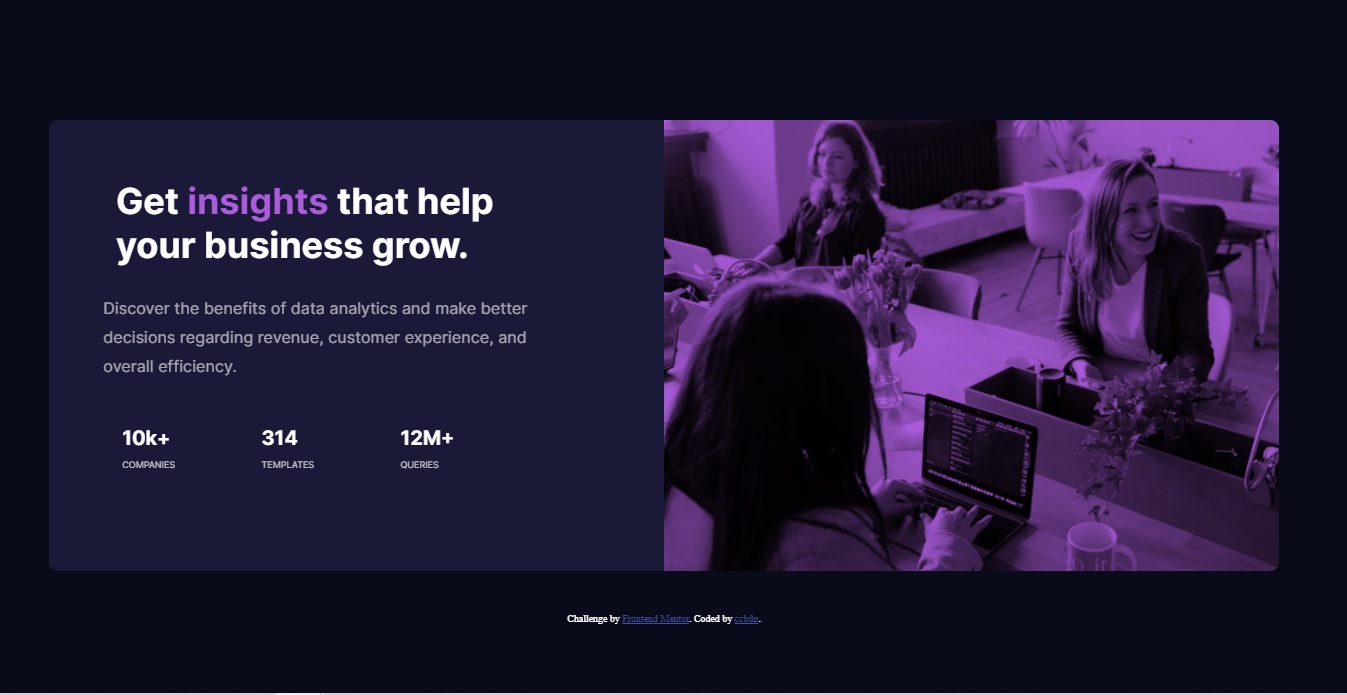 Get insights that help
your business grow.
Discover the benefits of data analytics and make better
decisions regarding revenue, customer experience, and
overall efficiency.
10k+ 314 12M+
COMPANIES TEMPLATES QUERIES
Challenge by Frontend Mentor. Coded by ccbdp.